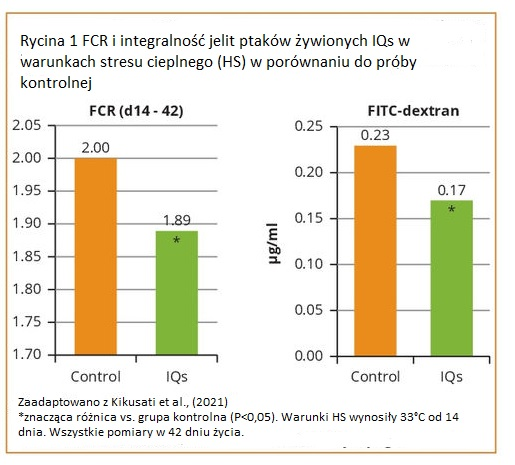 Rycina 1 FCR i integralność jelit ptaków żywionych IQs w
warunkach stresu cieplnego (HS) w porównaniu do próby
kontrolnej
FCR (d14 - 42)
2.05
2.00
1.95
1.90
1.85
1.80
1.75
1.70
2.00
1.89
*
Control
IQs
FITC-dextran
µg/ml
0.25
0.20
0.15
0.10
0.05
0.00
0.23
0.17
*
Control
IQs
Zaadaptowano z Kikusati et al., (2021)
*znacząca różnica vs. grupa kontrolna (P<0,05). Warunki HS wynosiły 33°C od 14
dnia. Wszystkie pomiary w 42 dniu życia.